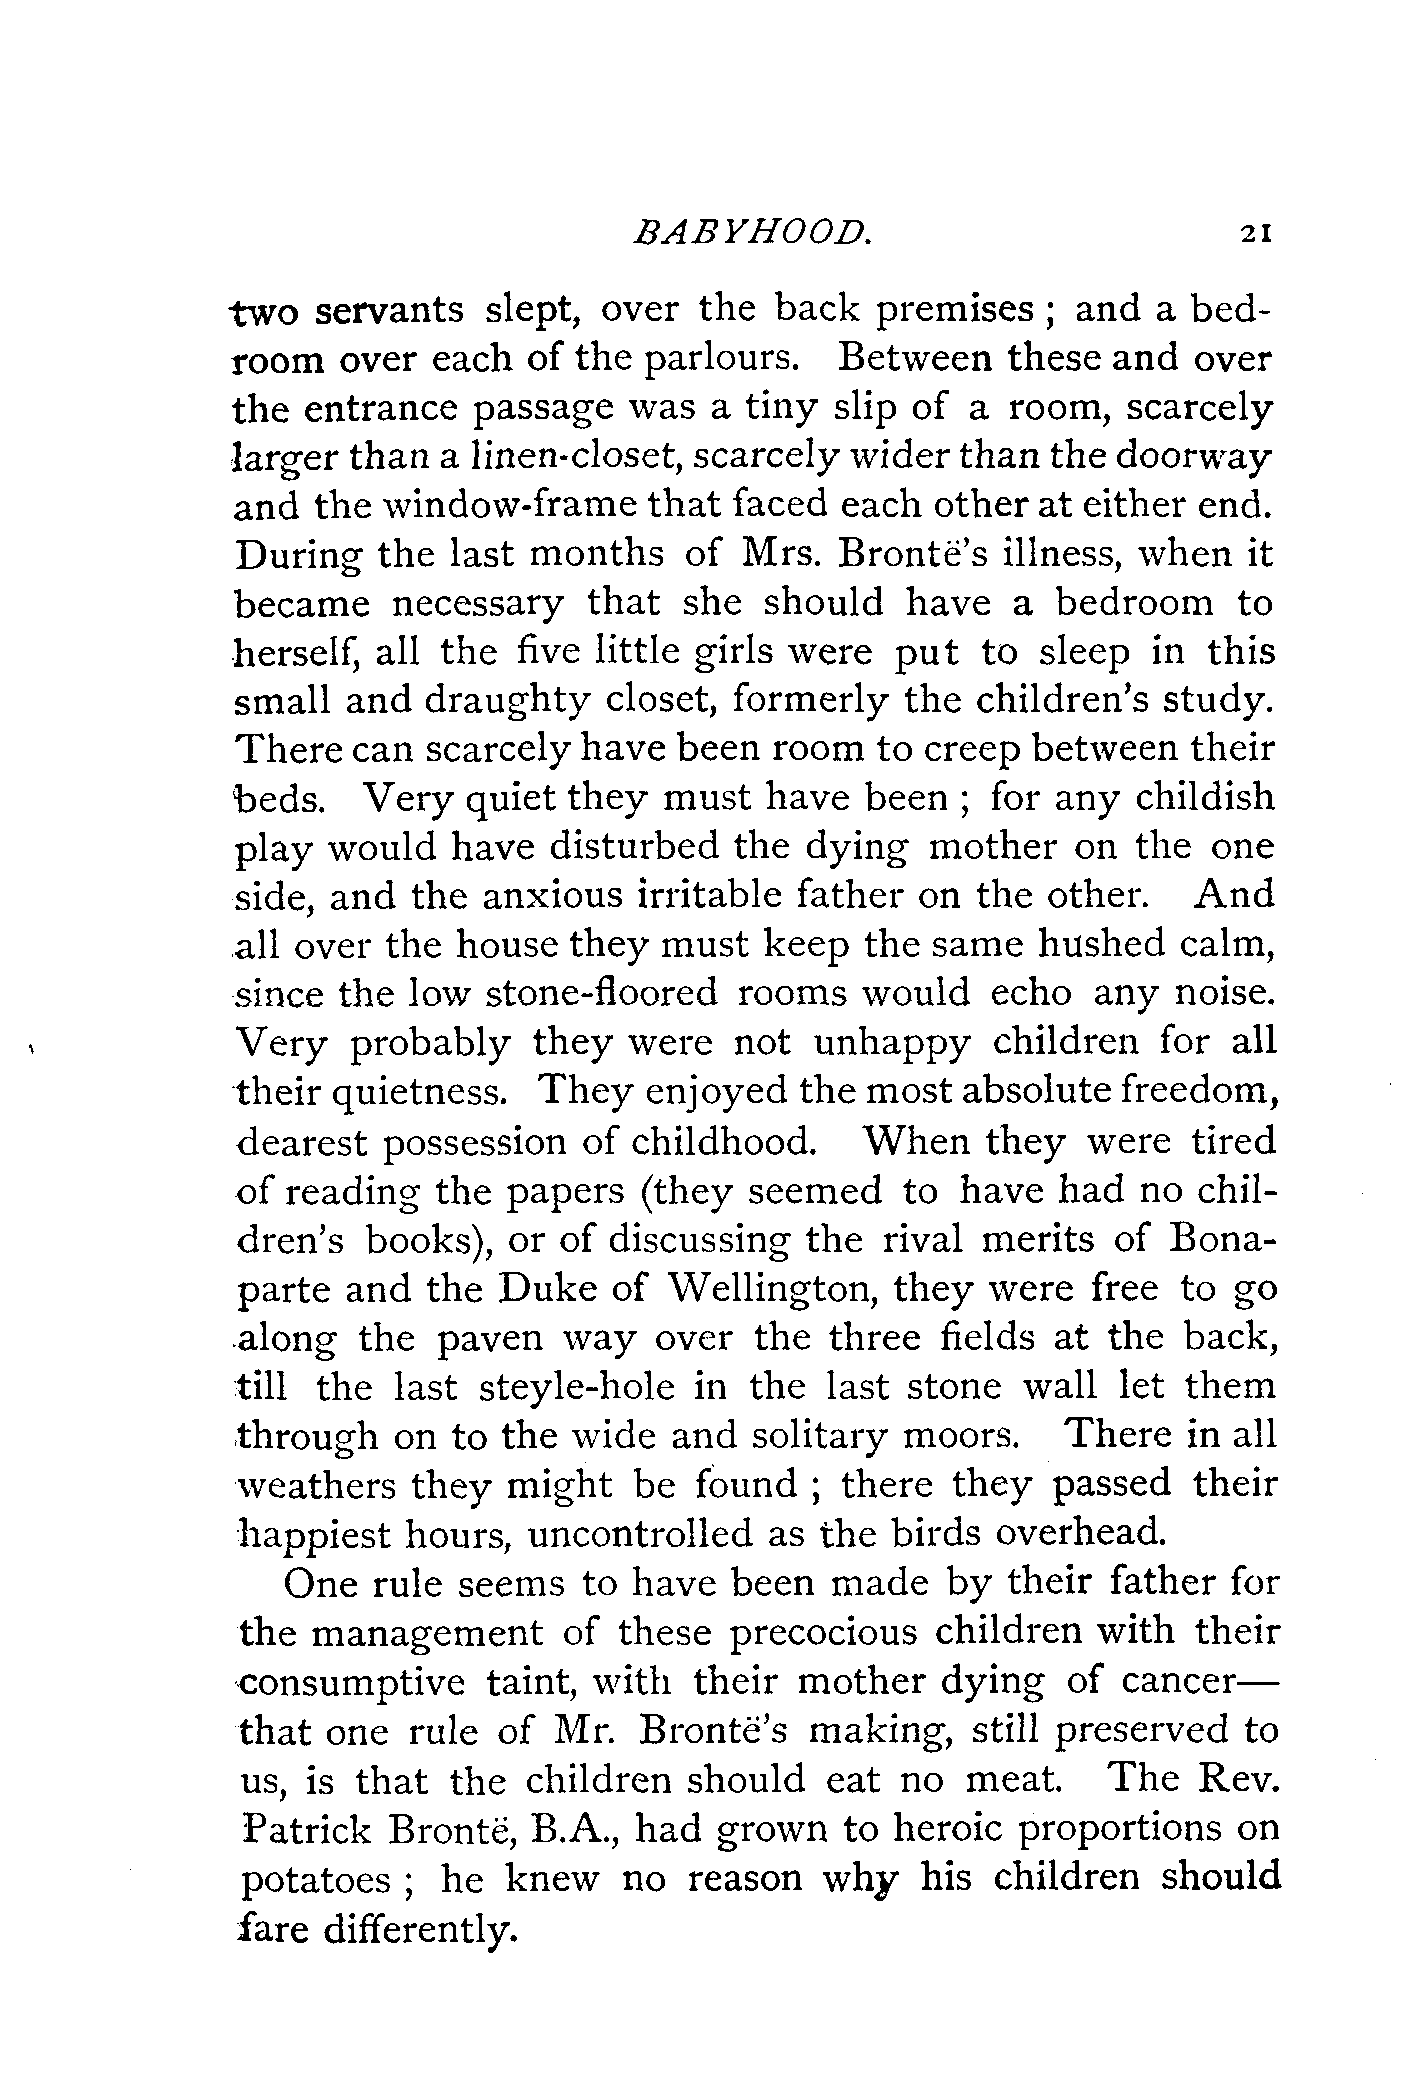 BABYHOOD. 21
two servants slept, over the back premises ; and a bed-
room over each of the parlours. Between these and over
the entrance passage was a tiny slip of a room, scarcely
larger than a linen-closet, scarcely wider than the doorway
and the window-frame that faced each other at either end.
During the last months of Mrs. Brontë's illness, when it
became necessary that she should have a bedroom to
herself, all the five little girls were put to sleep in this
small and draughty closet, formerly the children's study.
There can scarcely have been room to creep between their
beds. Very quiet they must have been ; for any childish
play would have disturbed the dying mother on the one
side, and the anxious irritable father on the other. And
all over the house they must keep the same hushed calm,
since the low stone-floored rooms would echo any noise.
Very probably they were not unhappy children for all
their quietness. They enjoyed the most absolute freedom,
dearest possession of childhood. When they were tired
of reading the papers (they seemed to have had no chil-
dren's books), or of discussing the rival merits of Bona-
parte and the Duke of Wellington, they were free to go
along the paven way over the three fields at the back,
till the last steyle-hole in the last stone wall let them
through on to the wide and solitary moors. There in all
weathers they might be found ; there they passed their
happiest hours, uncontrolled as the birds overhead.
One rule seems to have been made by their father for
the management of these precocious children with their
consumptive taint, with their mother dying of cancer—
that one rule of Mr. Brontë's making, still preserved to
us, is that the children should eat no meat. The Rev.
Patrick Brontë, B.A., had grown to heroic proportions on
potatoes ; he knew no reason why his children should
fare differently.